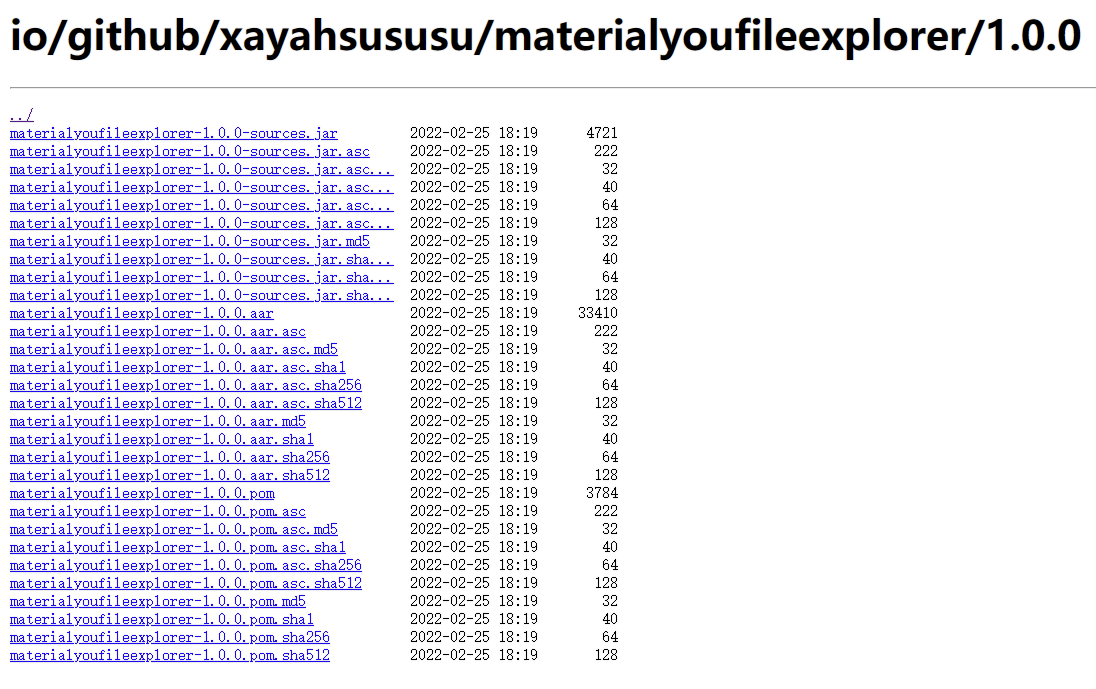 io/github/xayahsususu/materialyoufileexplorer/1.0.0
../
materialyoufileexplorer-1.0.0-sources.jar 2022-02-25 18:19 4721
materialyoufileexplorer-1.0.0-sources.jar.asc 2022-02-25 18:19 222
materialyoufileexplorer-1.0.0-sources.jar.asc... 2022-02-25 18:19 32
materialyoufileexplorer-1.0.0-sources.jar.asc... 2022-02-25 18:19 40
materialyoufileexplorer-1.0.0-sources.jar.asc... 2022-02-25 18:19 64
materialyoufileexplorer-1.0.0-sources.jar.asc... 2022-02-25 18:19 128
materialyoufileexplorer-1.0.0-sources.jar.md5 2022-02-25 18:19 32
materialyoufileexplorer-1.0.0-sources.jar.sha... 2022-02-25 18:19 40
materialyoufileexplorer-1.0.0-sources.jar.sha... 2022-02-25 18:19 64
materialyoufileexplorer-1.0.0-sources.jar.sha... 2022-02-25 18:19 128
materialyoufileexplorer-1.0.0.aar 2022-02-25 18:19 33410
materialyoufileexplorer-1.0.0.aar.asc 2022-02-25 18:19 222
materialyoufileexplorer-1.0.0.aar.asc.md5 2022-02-25 18:19 32
materialyoufileexplorer-1.0.0.aar.asc.sha1 2022-02-25 18:19 40
materialyoufileexplorer-1.0.0.aar.asc.sha256 2022-02-25 18:19 64
materialyoufileexplorer-1.0.0.aar.asc.sha512 2022-02-25 18:19 128
materialyoufileexplorer-1.0.0.aar.md5 2022-02-25 18:19 32
materialyoufileexplorer-1.0.0.aar.sha1 2022-02-25 18:19 40
materialyoufileexplorer-1.0.0.aar.sha256 2022-02-25 18:19 64
materialyoufileexplorer-1.0.0.aar.sha512 2022-02-25 18:19 128
materialyoufileexplorer-1.0.0.pom 2022-02-25 18:19 3784
materialyoufileexplorer-1.0.0.pom.asc 2022-02-25 18:19 222
materialyoufileexplorer-1.0.0.pom.asc.md5 2022-02-25 18:19 32
materialyoufileexplorer-1.0.0.pom.asc.sha1 2022-02-25 18:19 40
materialyoufileexplorer-1.0.0.pom.asc.sha256 2022-02-25 18:19 64
materialyoufileexplorer-1.0.0.pom.asc.sha512 2022-02-25 18:19 128
materialyoufileexplorer-1.0.0.pom.md5 2022-02-25 18:19 32
materialyoufileexplorer-1.0.0.pom.sha1 2022-02-25 18:19 40
materialyoufileexplorer-1.0.0.pom.sha256 2022-02-25 18:19 64
materialyoufileexplorer-1.0.0.pom.sha512 2022-02-25 18:19 128